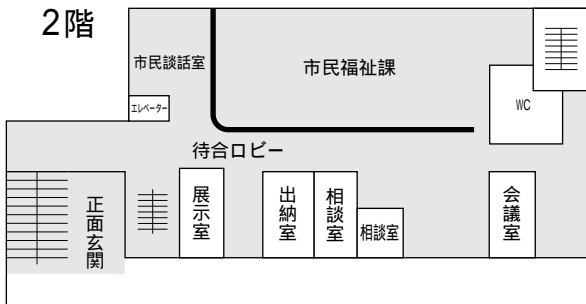 2階
市民談話室
市民福祉課
エレベーター
WC
待合ロビー
正面玄関
展示室
出納室
相談室
相談室
会議室